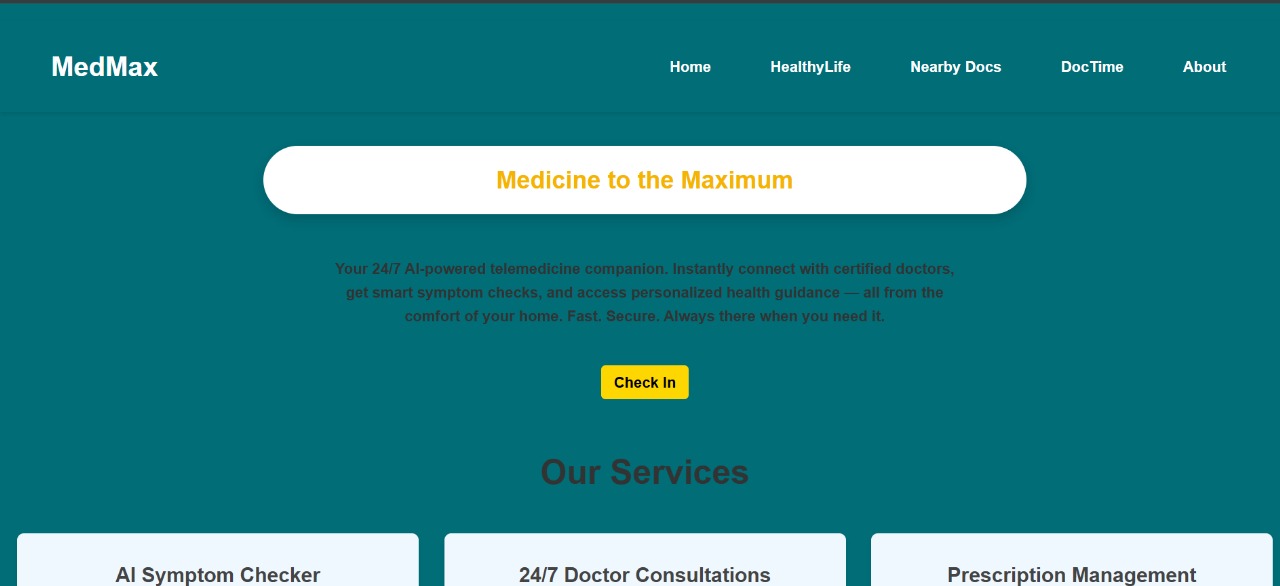 MedMax
Home HealthyLife Nearby Docs DocTime About
Medicine to the Maximum
Your 24/7 AI-powered telemedicine companion. Instantly connect with certified doctors,
get smart symptom checks, and access personalized health guidance — all from the
comfort of your home. Fast. Secure. Always there when you need it.
Check In
Our Services
AI Symptom Checker
24/7 Doctor Consultations
Prescription Management